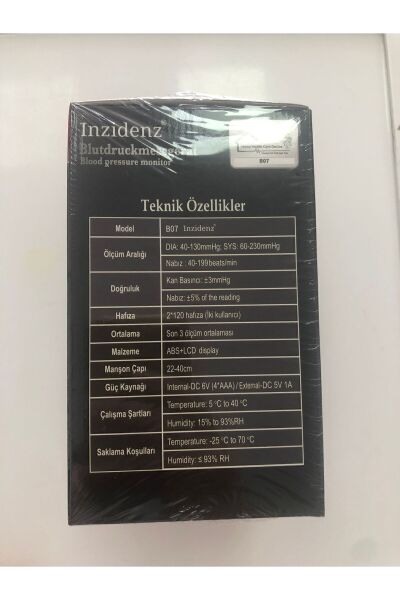 Inzidenz®
Blutdruckmessgerät
Blood pressure monitor
B07
Teknik Özellikler
Model B07 Inzidenz®
Ölçüm Aralığı DIA: 40-130mmHg; SYS: 60-230mmHg
Nabız : 40-199beats/min
Doğruluk Kan Basıncı: ±3mmHg
Nabız: ±5% of the reading
Hafıza 2*120 hafıza (İki kullanıcı)
Ortalama Son 3 ölçüm ortalaması
Malzeme ABS+LCD display
Manşon Çapı 22-40cm
Güç Kaynağı Internal-DC 6V (4*AAA) / External-DC 5V 1A
Çalışma Şartları Temperature: 5 °C to 40 °C
Humidity: 15% to 93%RH
Saklama Koşulları Temperature: -25 °C to 70 °C
Humidity: ≤ 93% RH